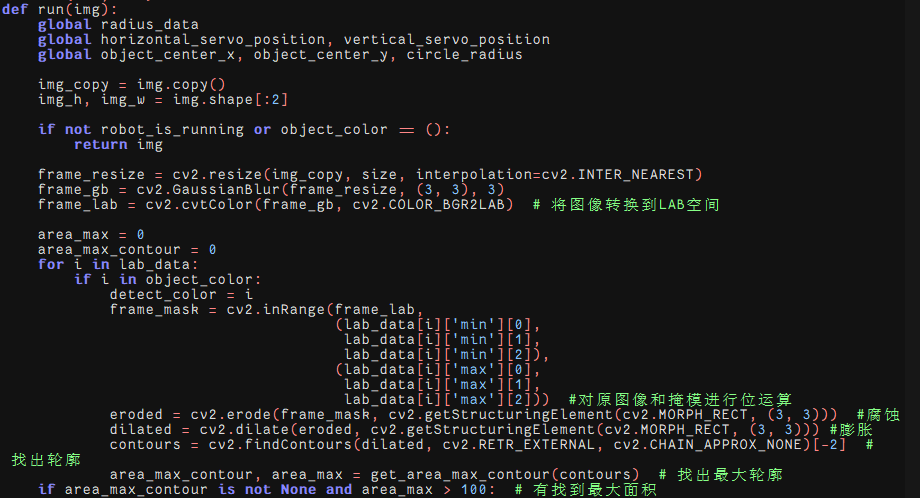 def run(img):
    global radius_data
    global horizontal_servo_position, vertical_servo_position
    global object_center_x, object_center_y, circle_radius

    img_copy = img.copy()
    img_h, img_w = img.shape[:2]

    if not robot_is_running or object_color == ():
        return img

    frame_resize = cv2.resize(img_copy, size, interpolation=cv2.INTER_NEAREST)
    frame_gb = cv2.GaussianBlur(frame_resize, (3, 3), 3)
    frame_lab = cv2.cvtColor(frame_gb, cv2.COLOR_BGR2LAB)  # 将图像转换到LAB空间

    area_max = 0
    area_max_contour = 0
    for i in lab_data:
        if i in object_color:
            detect_color = i
            frame_mask = cv2.inRange(frame_lab,
                                     (lab_data[i]['min'][0],
                                      lab_data[i]['min'][1],
                                      lab_data[i]['min'][2]),
                                     (lab_data[i]['max'][0],
                                      lab_data[i]['max'][1],
                                      lab_data[i]['max'][2]))  #对原图像和掩模进行位运算
            eroded = cv2.erode(frame_mask, cv2.getStructuringElement(cv2.MORPH_RECT, (3, 3)))  #腐蚀
            dilated = cv2.dilate(eroded, cv2.getStructuringElement(cv2.MORPH_RECT, (3, 3))) #膨胀
            contours = cv2.findContours(dilated, cv2.RETR_EXTERNAL, cv2.CHAIN_APPROX_NONE)[-2]  #
找出轮廓
            area_max_contour, area_max = get_area_max_contour(contours)  # 找出最大轮廓
    if area_max_contour is not None and area_max > 100:  # 有找到最大面积